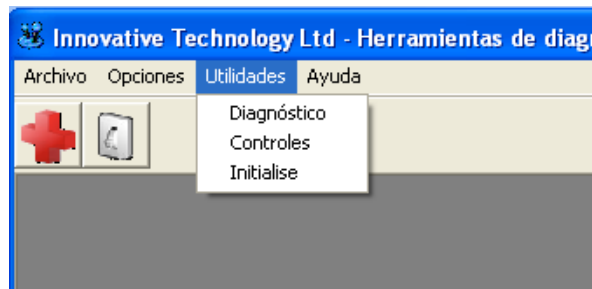 Innovative Technology Ltd - Herramientas de diag
Archivo Opciones Utilidades Ayuda
Diagnóstico
Controles
Initialise